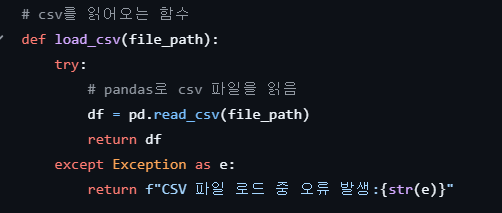 # csv를 읽어오는 함수
def load_csv(file_path):
    try:
        # pandas로 csv 파일을 읽음
        df = pd.read_csv(file_path)
        return df
    except Exception as e:
        return f"CSV 파일 로드 중 오류 발생:{str(e)}"